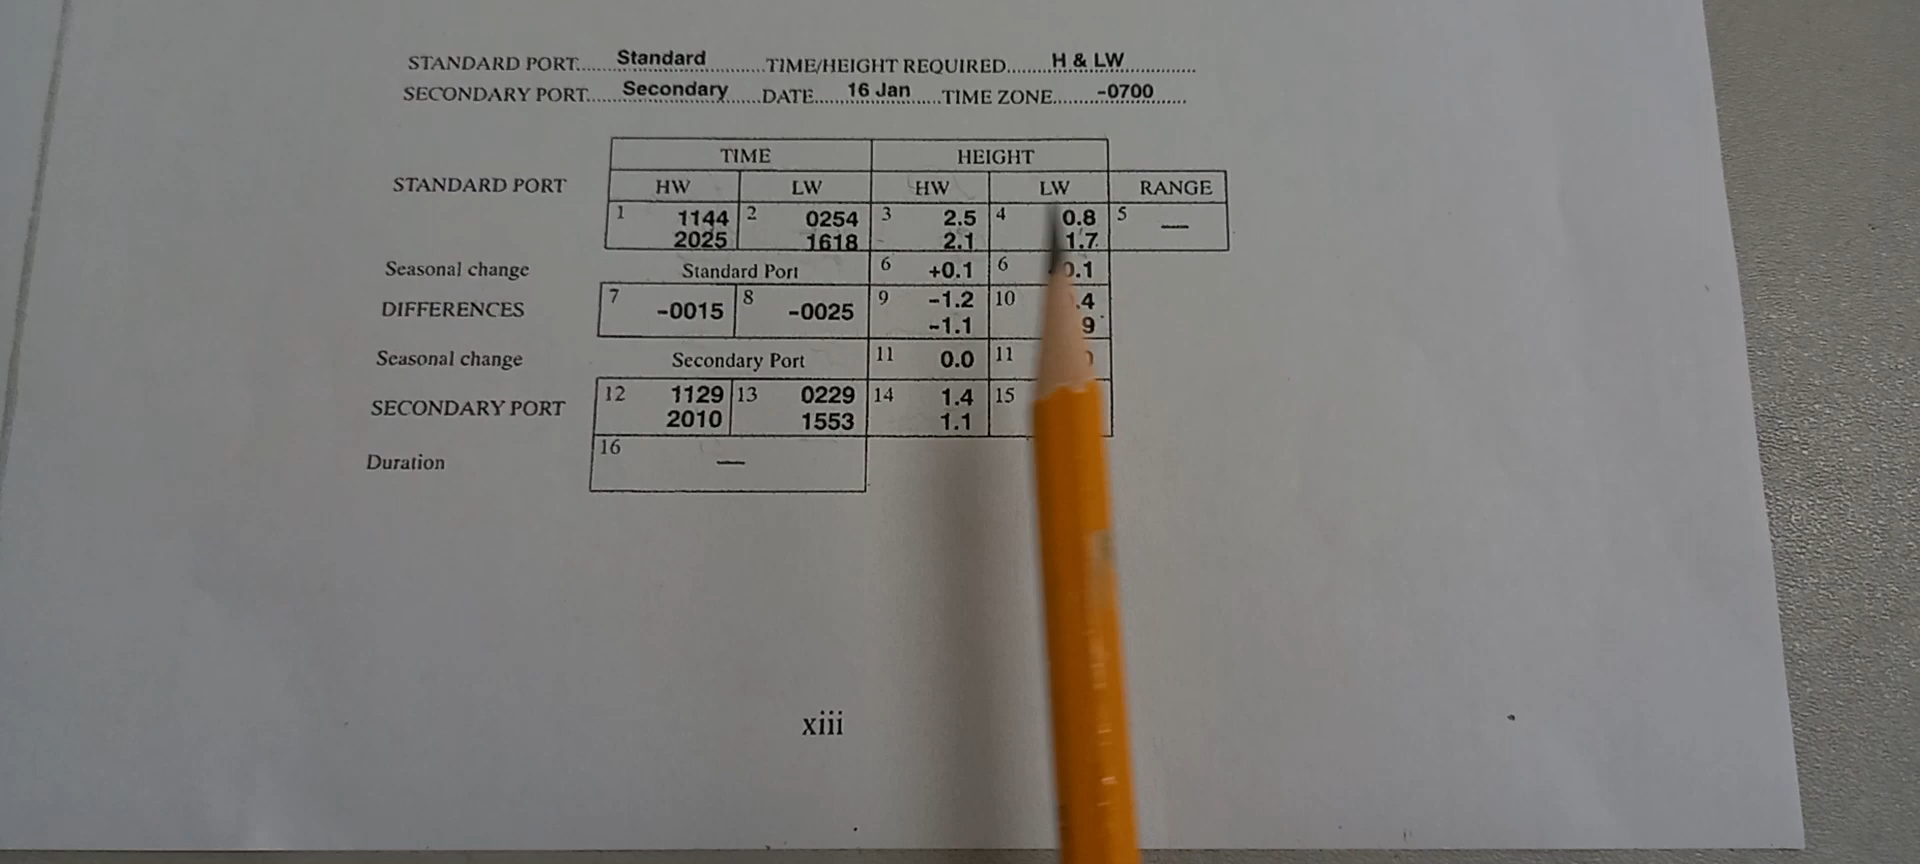 STANDARD PORT Standard TIME/HEIGHT REQUIRED H & LW
SECONDARY PORT Secondary DATE 16 Jan TIME ZONE -0700
TIME HEIGHT
STANDARD PORT HW LW HW LW RANGE
1 1144 2 0254 3 2.5 4 0.8 5 —
2025 1618 2.1 1.7
Seasonal change Standard Port 6 +0.1 6
DIFFERENCES 7 -0015 8 -0025 9 -1.2 10
-1.1
Seasonal change Secondary Port 11 0.0 11
SECONDARY PORT 12 1129 13 0229 14 1.4 15
2010 1553 1.1
Duration 16 —
xiii